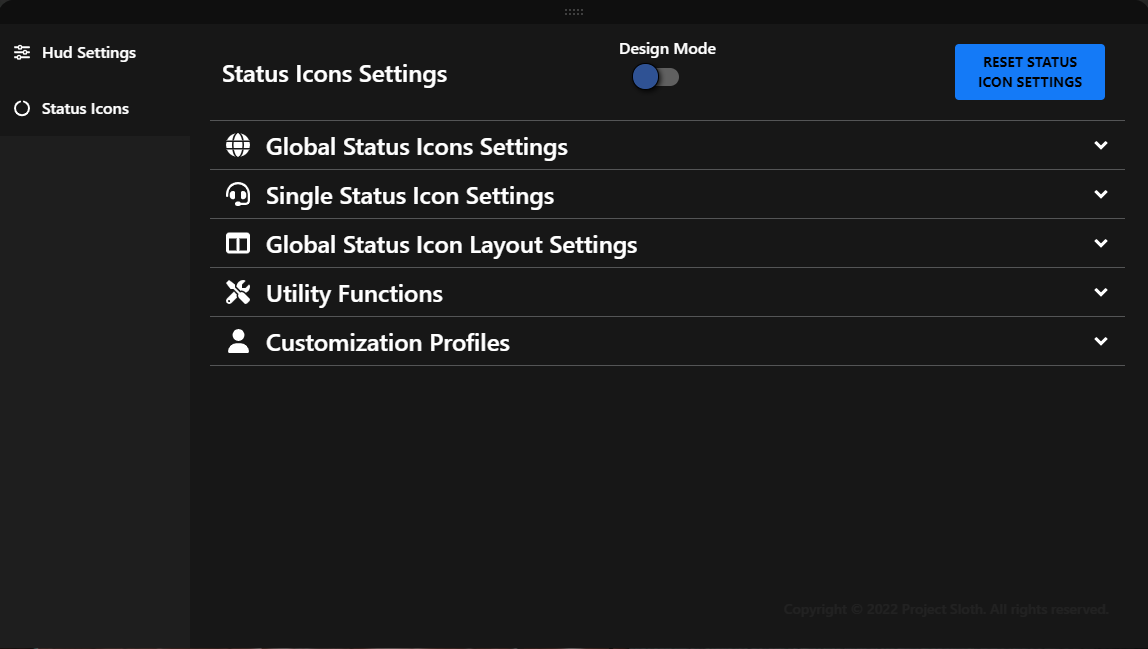 Hud Settings
Status Icons
Status Icons Settings
Design Mode
RESET STATUS
ICON SETTINGS
Global Status Icons Settings
Single Status Icon Settings
Global Status Icon Layout Settings
Utility Functions
Customization Profiles
Copyright © 2022 Project Sloth. All rights reserved.